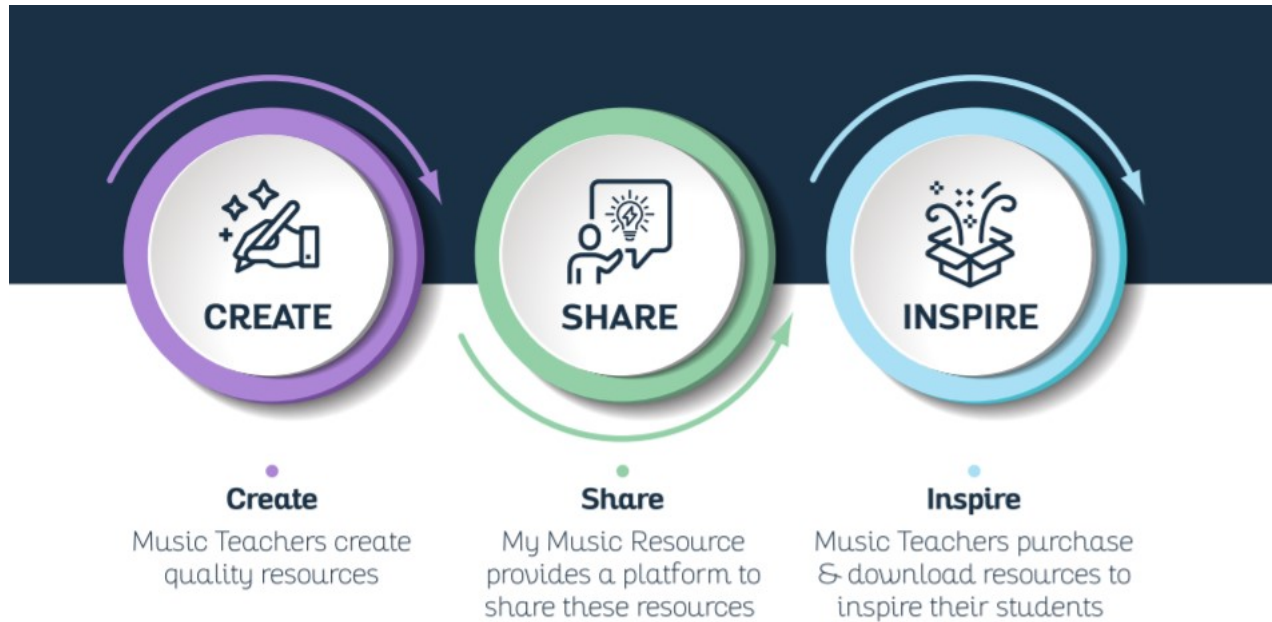 CREATE
SHARE
INSPIRE
Create
Music Teachers create
quality resources
Share
My Music Resource
provides a platform to
share these resources
Inspire
Music Teachers purchase
& download resources to
inspire their students